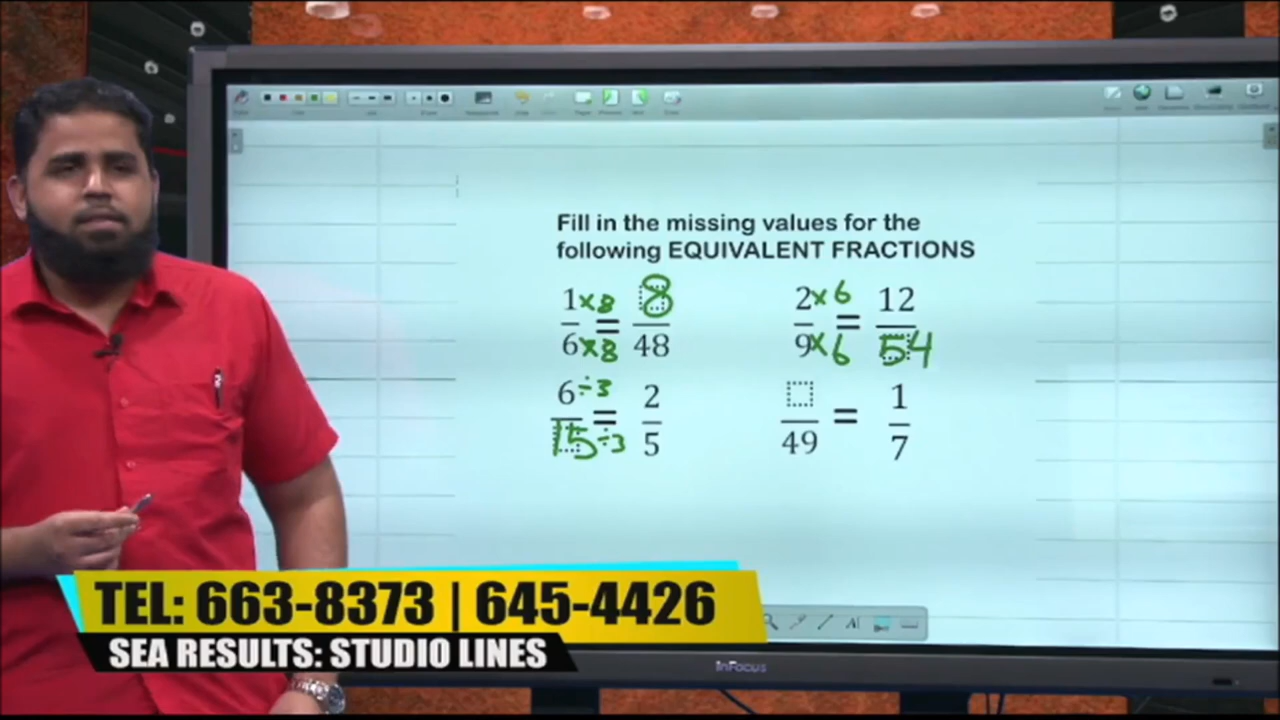 Fill in the missing values for the
following EQUIVALENT FRACTIONS
1 ×8 = 8
6 ×8 48
2 × 6 = 12
9 × 6 54
6 ÷3 = 2
15 ÷3 5
= 1
49 7
TEL: 663-8373 | 645-4426
SEA RESULTS: STUDIO LINES
InFocus